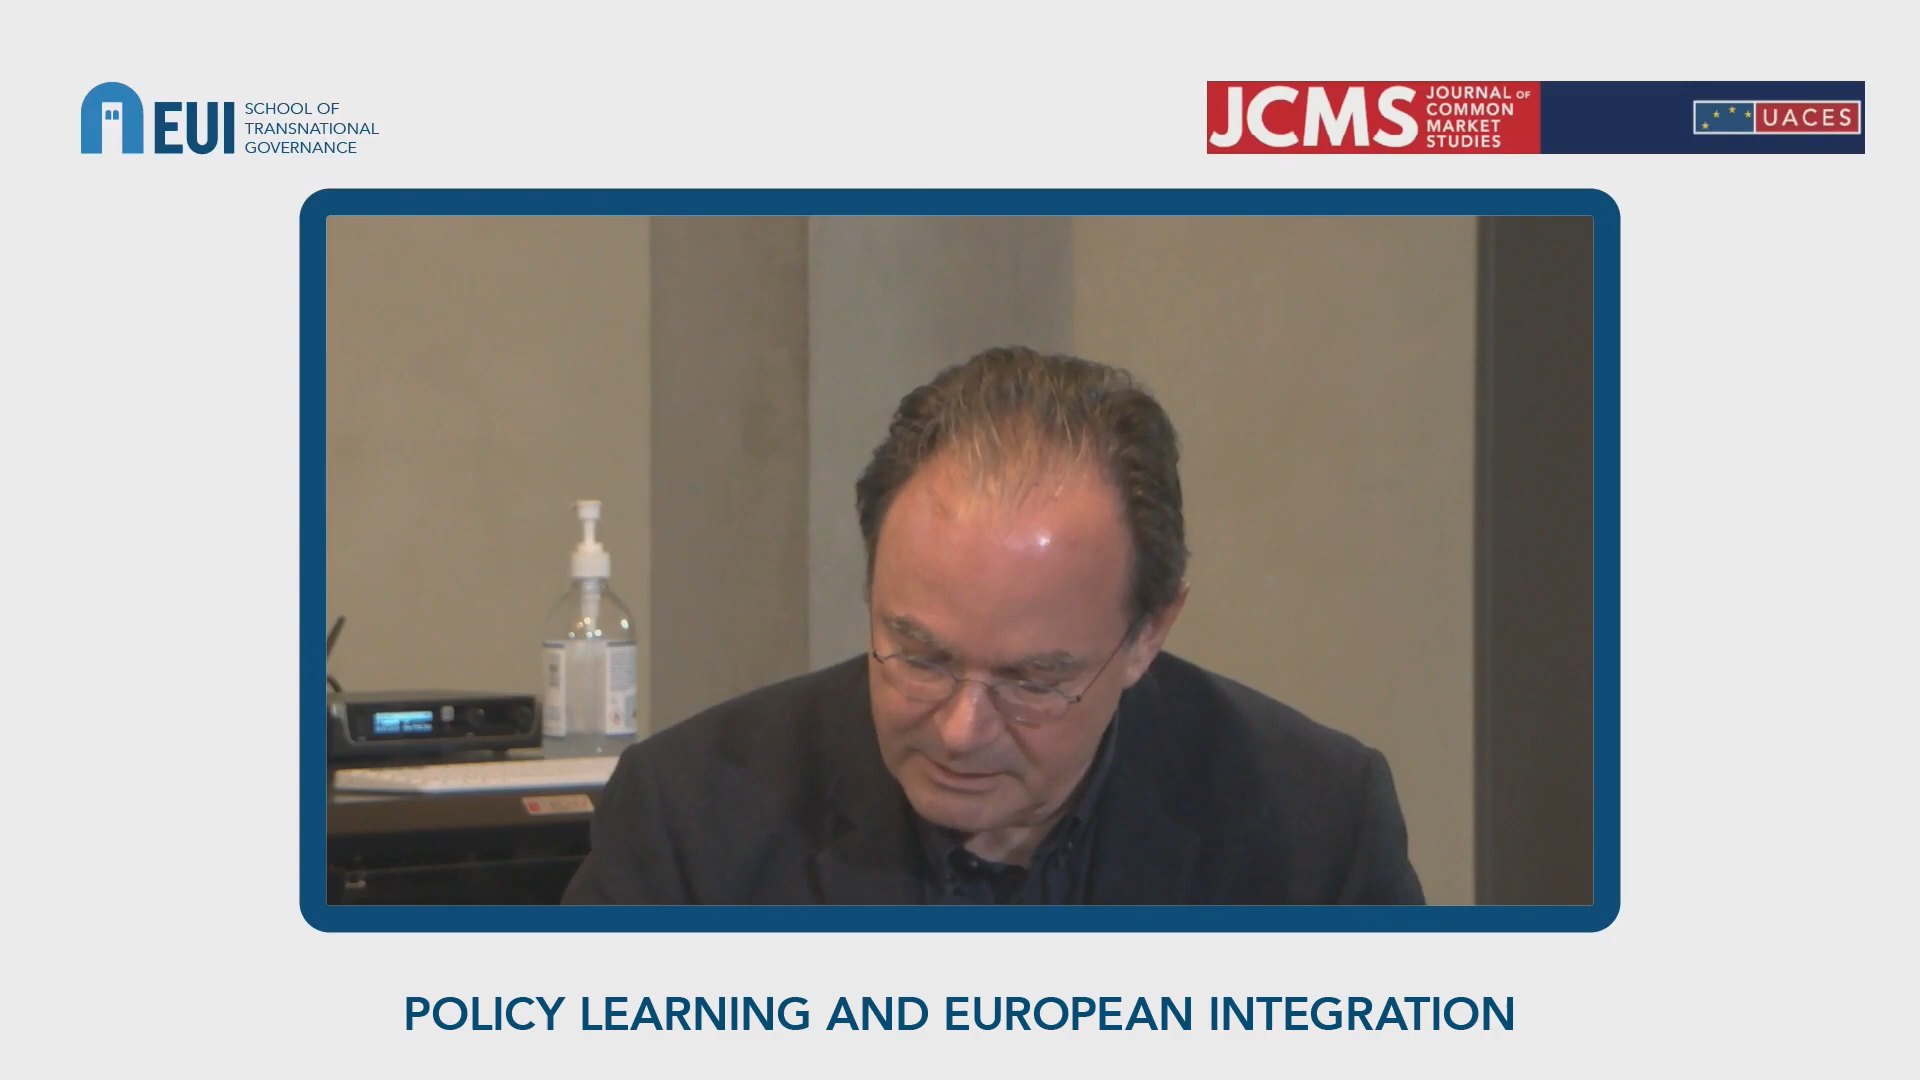 EUI
SCHOOL OF
TRANSNATIONAL
GOVERNANCE
JCMS
JOURNAL OF
COMMON
MARKET
STUDIES
UACES
POLICY LEARNING AND EUROPEAN INTEGRATION